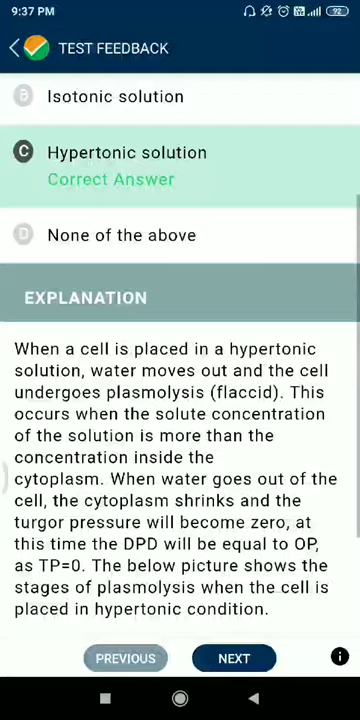 9:37 PM
92
TEST FEEDBACK
B Isotonic solution
C Hypertonic solution
Correct Answer
D None of the above
EXPLANATION
When a cell is placed in a hypertonic
solution, water moves out and the cell
undergoes plasmolysis (flaccid). This
occurs when the solute concentration
of the solution is more than the
concentration inside the
cytoplasm. When water goes out of the
cell, the cytoplasm shrinks and the
turgor pressure will become zero, at
this time the DPD will be equal to OP,
as TP=0. The below picture shows the
stages of plasmolysis when the cell is
placed in hypertonic condition.
PREVIOUS NEXT